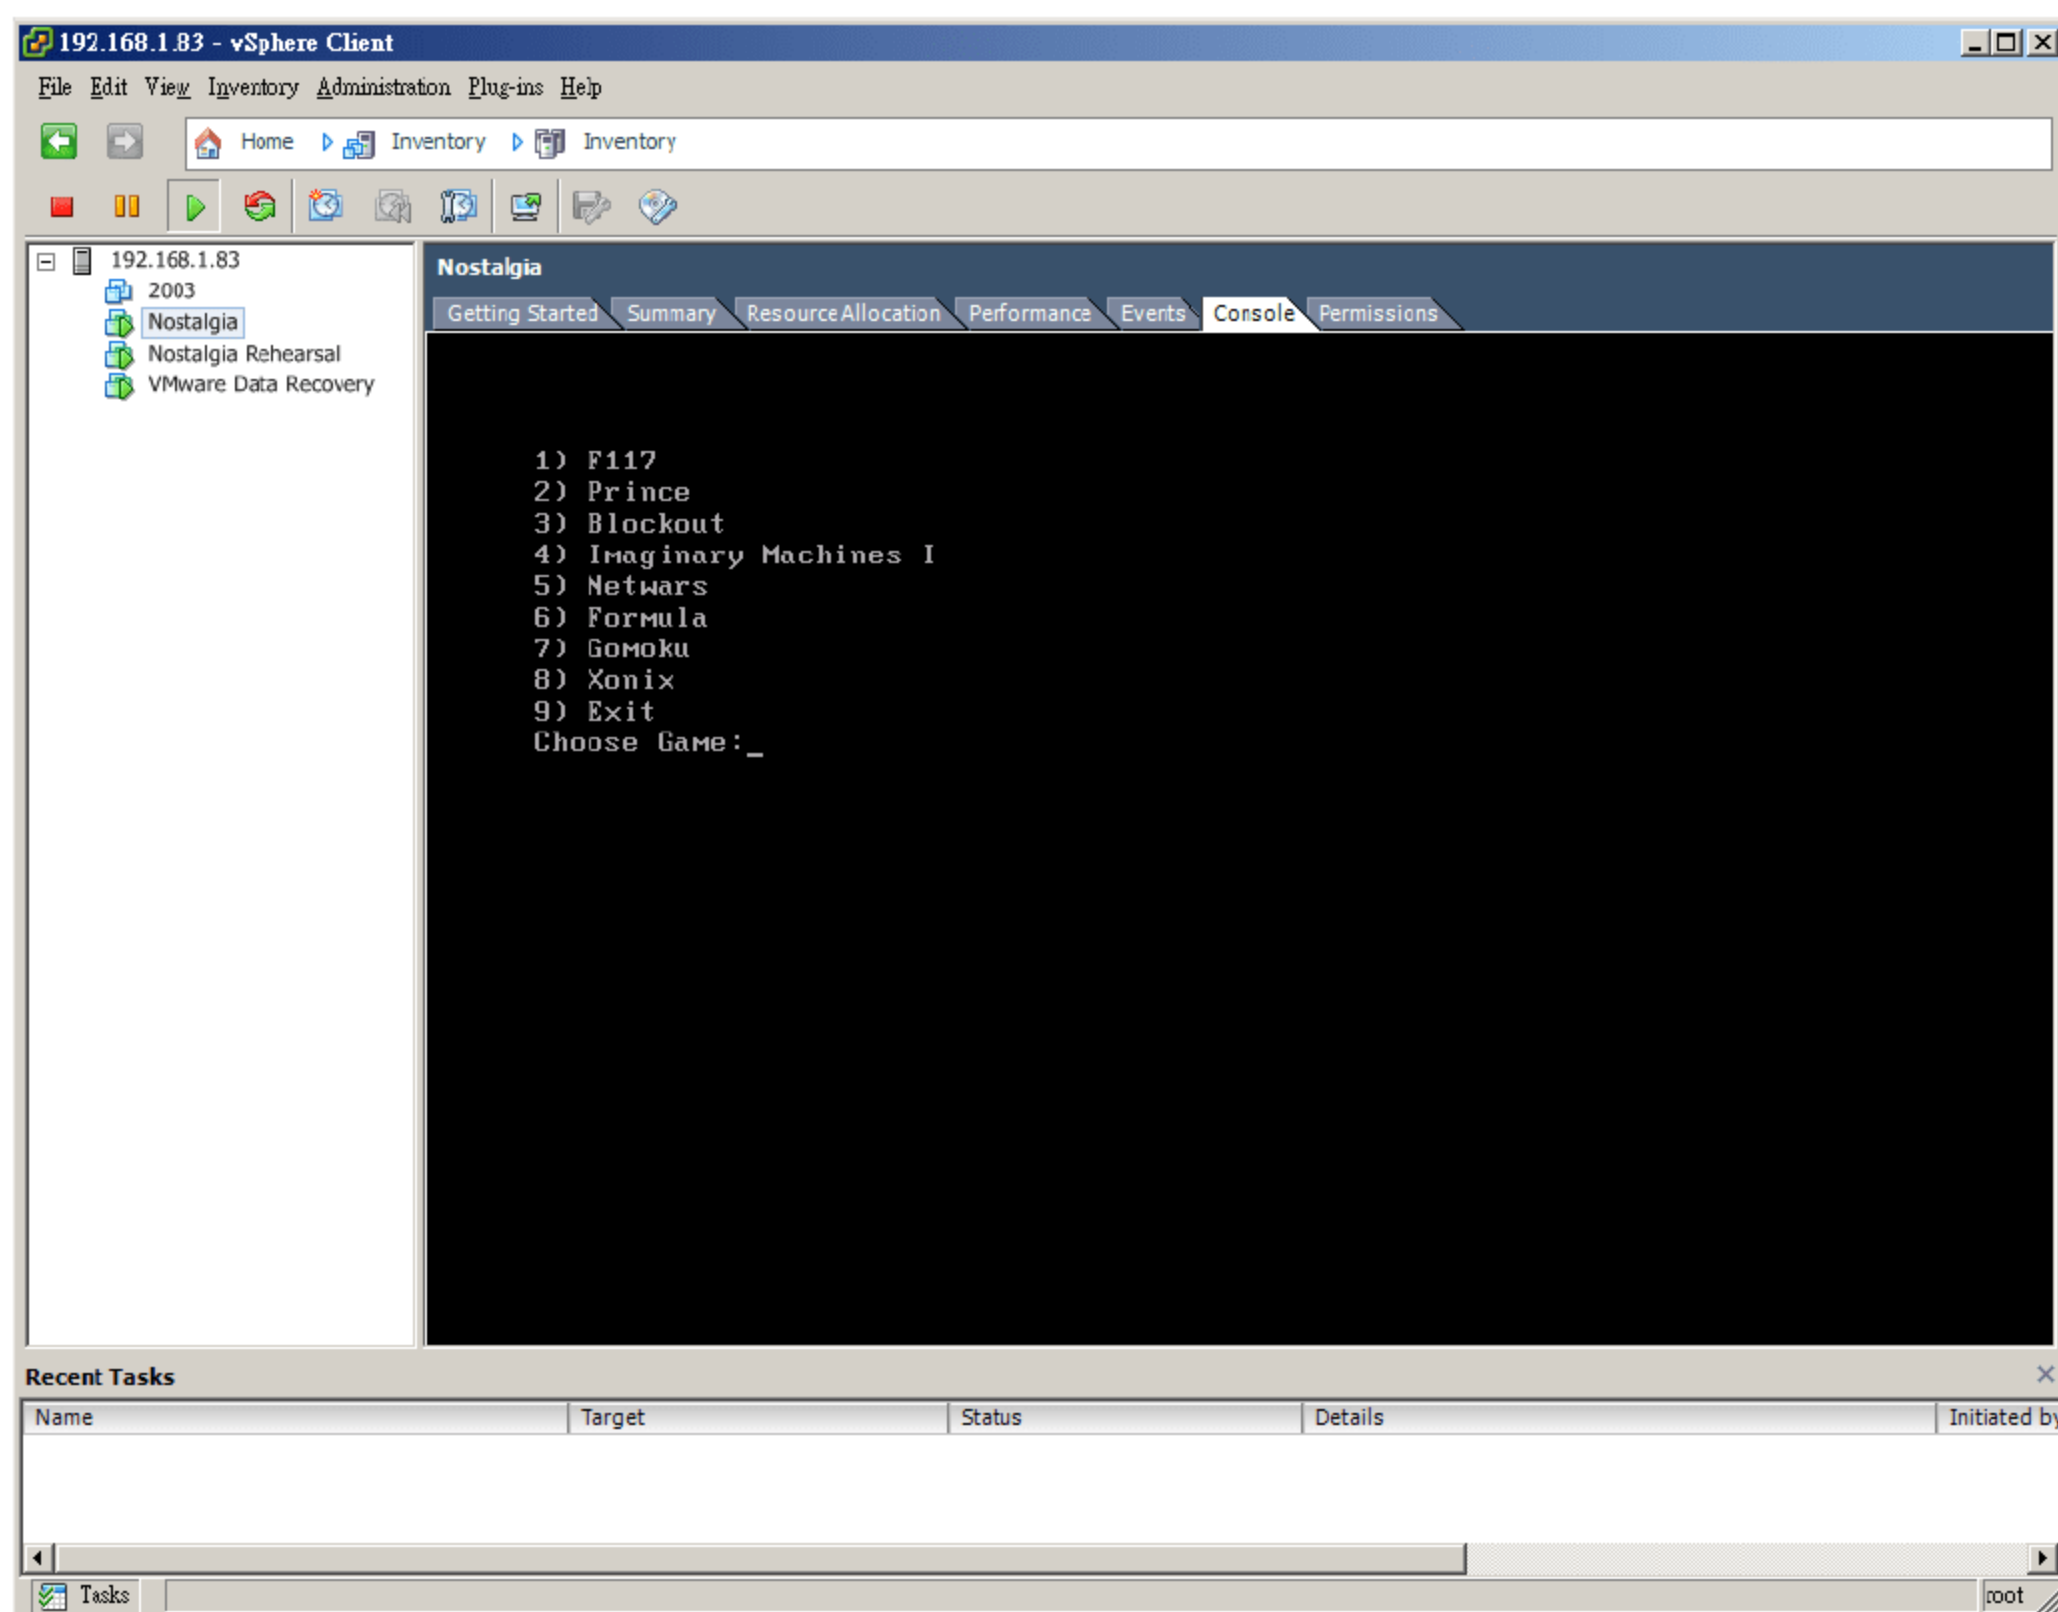 192.168.1.83 - vSphere Client
File Edit View Inventory Administration Plug-ins Help
Home Inventory Inventory
192.168.1.83
2003
Nostalgia
Nostalgia Rehearsal
VMware Data Recovery
Nostalgia
Getting Started Summary Resource Allocation Performance Events Console Permissions
1) F117
2) Prince
3) Blockout
4) Imaginary Machines I
5) Netwars
6) Formula
7) Gomoku
8) Xonix
9) Exit
Choose Game:_
Recent Tasks
Name Target Status Details Initiated by
Tasks root